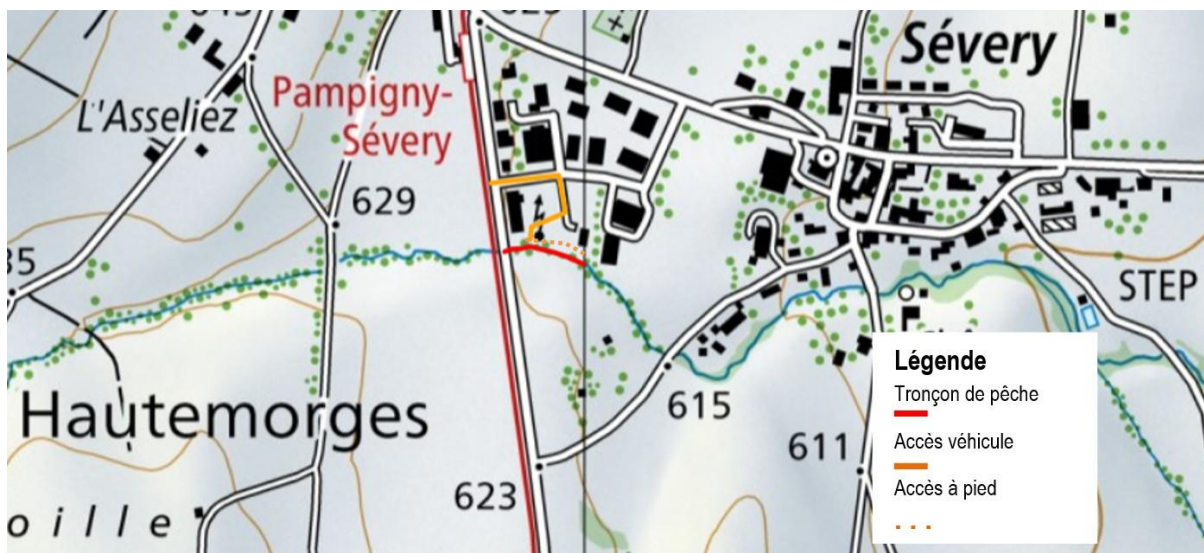 Sévery
L'Asseliez
Pampigny-
Sévery
629
STEP
Hautemorges
615
611
623
oille
Légende
Tronçon de pêche
Accès véhicule
Accès à pied